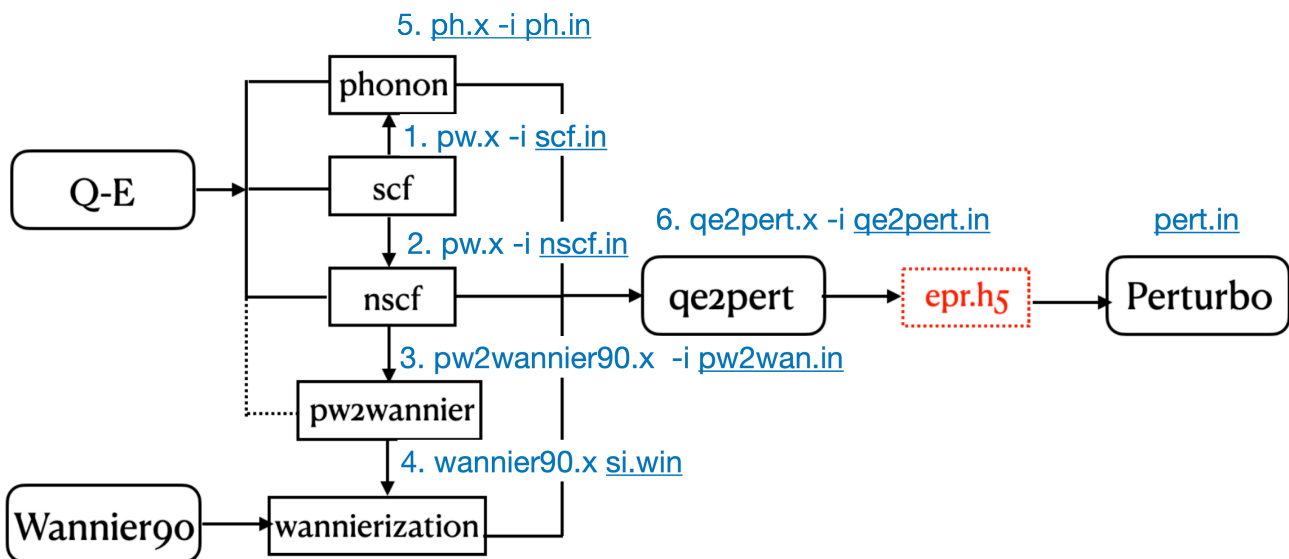 5. ph.x -i ph.in
phonon
1. pw.x -i scf.in
Q-E
scf
6. qe2pert.x -i qe2pert.in
pert.in
2. pw.x -i nscf.in
nscf
qe2pert
epr.h5
Perturbo
3. pw2wannier90.x -i pw2wan.in
pw2wannier
4. wannier90.x si.win
Wannier90
wannierization